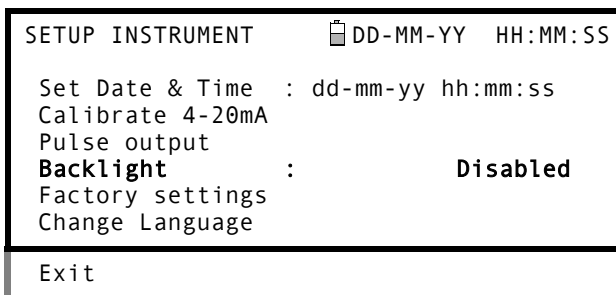 SETUP INSTRUMENT DD-MM-YY HH:MM:SS
Set Date & Time : dd-mm-yy hh:mm:ss
Calibrate 4-20mA
Pulse output
Backlight : Disabled
Factory settings
Change Language
Exit